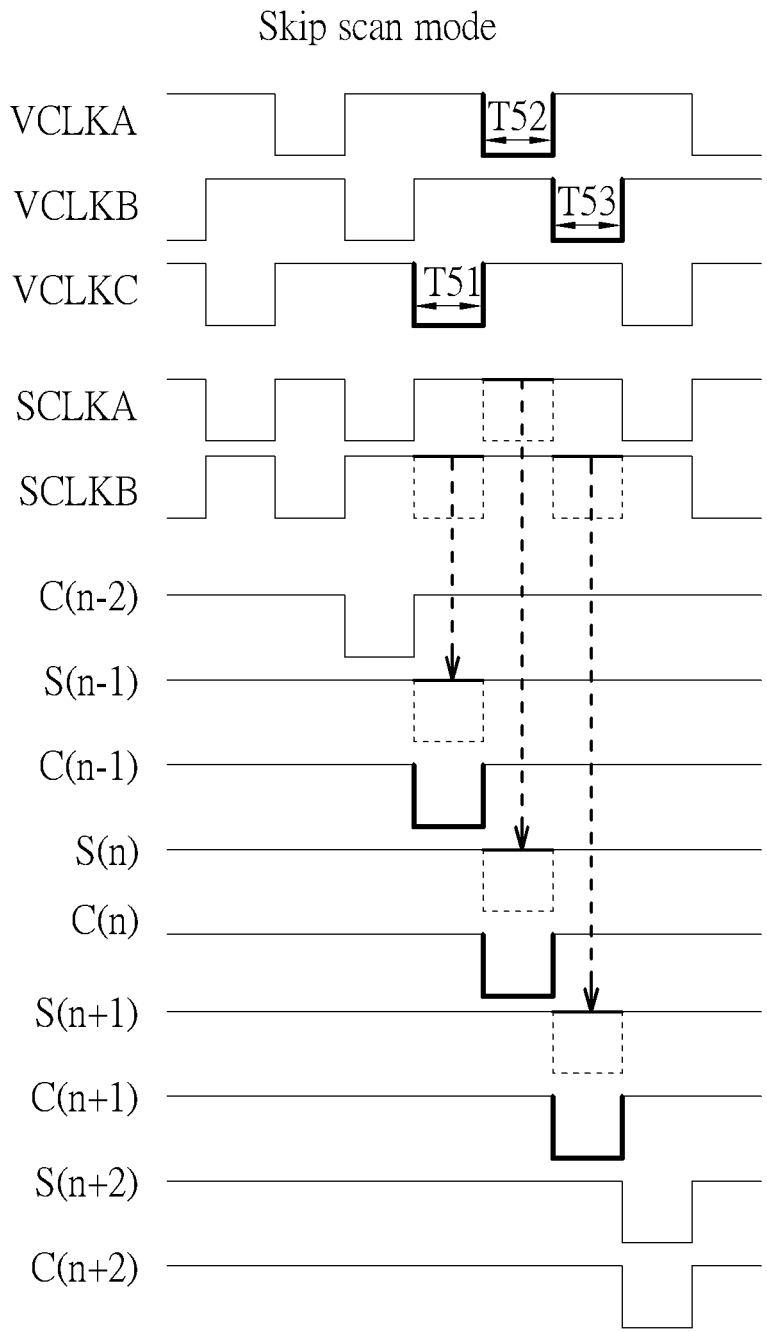 Skip scan mode
VCLKA
T52
VCLKB
T53
VCLKC
T51
SCLKA
SCLKB
C(n-2)
S(n-1)
C(n-1)
S(n)
C(n)
S(n+1)
C(n+1)
S(n+2)
C(n+2)